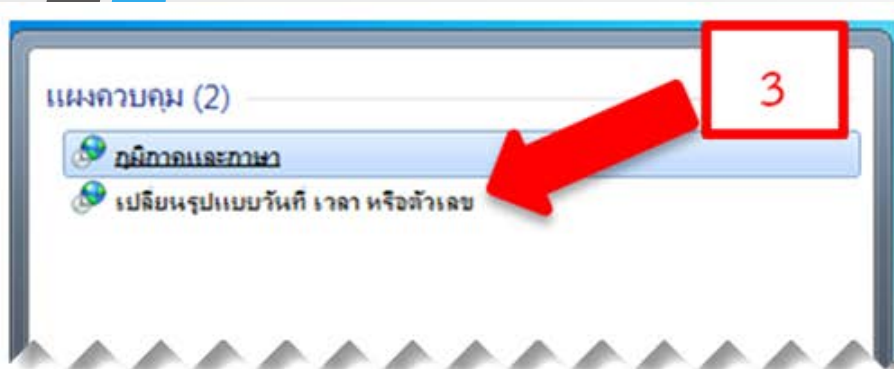 แผงควบคุม (2)
3
ภูมิภาคและภาษา
เปลี่ยนรูปแบบวันที่ เวลา หรือตัวเลข